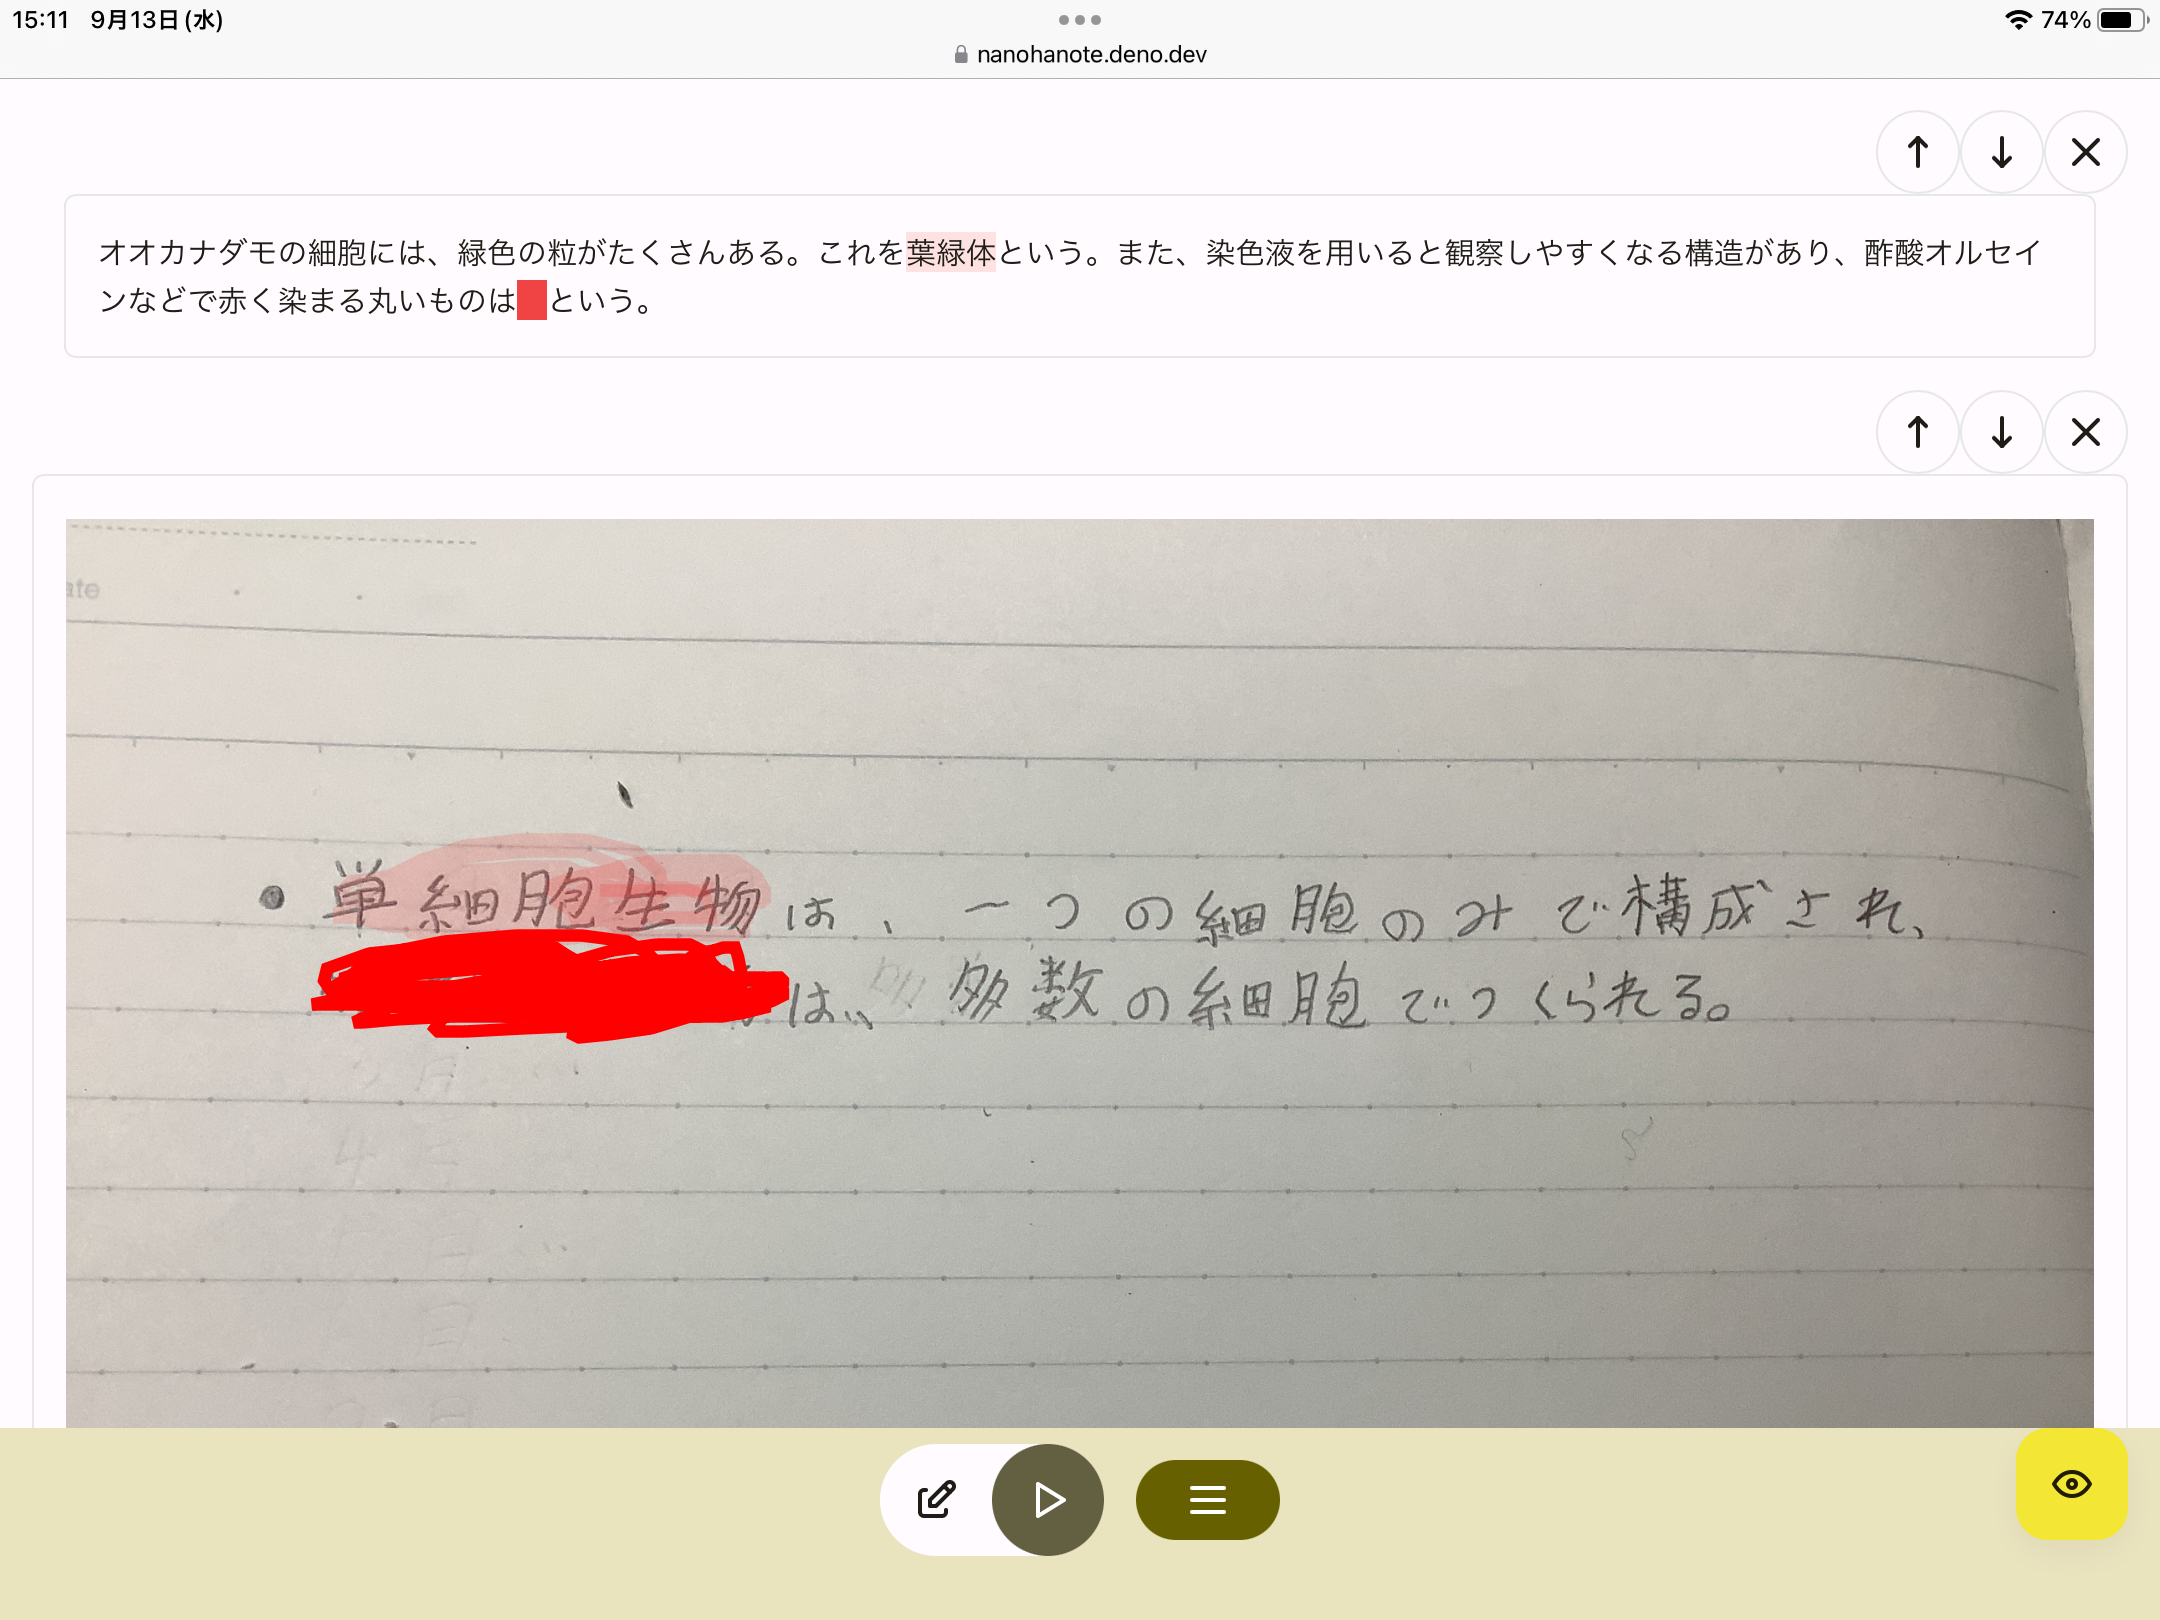 15:11 9月13日(水)
74%
nanohanote.deno.dev
オオカナダモの細胞には、緑色の粒がたくさんある。これを葉緑体という。また、染色液を用いると観察しやすくなる構造があり、酢酸オルセイ
ンなどで赤く染まる丸いものは という。
ate
単細胞生物は、一つの細胞のみで構成され、
は、多数の細胞でつくられる。